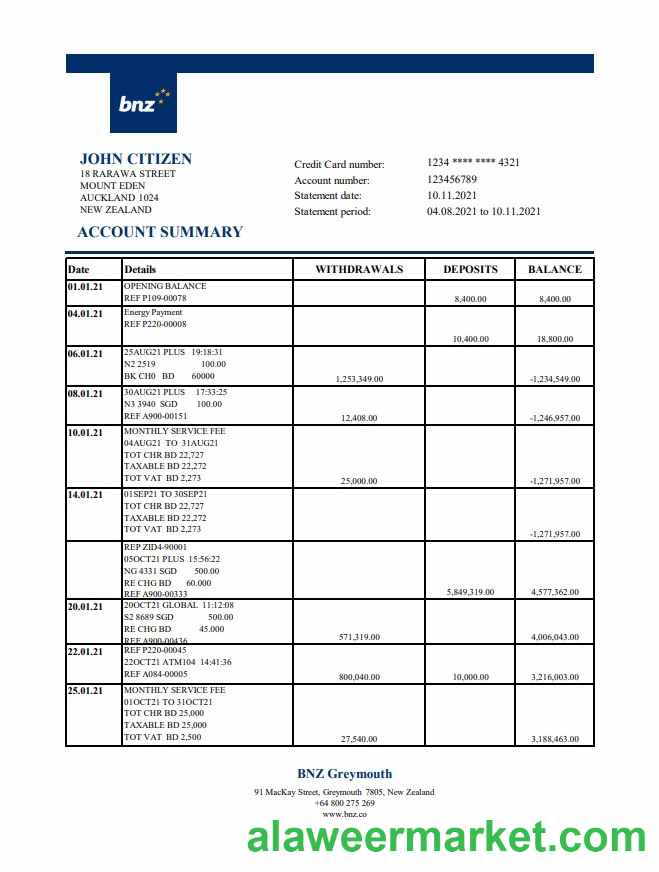 bnz
JOHN CITIZEN
18 RARAWA STREET
MOUNT EDEN
AUCKLAND 1024
NEW ZEALAND
Credit Card number: 1234 **** **** 4321
Account number: 123456789
Statement date: 10.11.2021
Statement period: 04.08.2021 to 10.11.2021
ACCOUNT SUMMARY
Date Details WITHDRAWALS DEPOSITS BALANCE
01.01.21 OPENING BALANCE
REF P109-00078 8,400.00 8,400.00
04.01.21 Energy Payment
REF P220-00008
10,400.00 18,800.00
06.01.21 25AUG21 PLUS 19:18:31
N2 2519 100.00
BK CH0 BD 60000 1,253,349.00 -1,234,549.00
08.01.21 30AUG21 PLUS 17:33:25
N3 3940 SGD 100.00
REF A900-00151 12,408.00 -1,246,957.00
10.01.21 MONTHLY SERVICE FEE
04AUG21 TO 31AUG21
TOT CHR BD 22,727
TAXABLE BD 22,272
TOT VAT BD 2,273 25,000.00 -1,271,957.00
14.01.21 01SEP21 TO 30SEP21
TOT CHR BD 22,727
TAXABLE BD 22,272
TOT VAT BD 2,273 -1,271,957.00
REP ZID4-90001
05OCT21 PLUS 15:56:22
NG 4331 SGD 500.00
RE CHG BD 60.000
REF A900-00333 5,849,319.00 4,577,362.00
20.01.21 20OCT21 GLOBAL 11:12:08
S2 8689 SGD 500.00
RE CHG BD 45.000
REF A900-00436 571,319.00 4,006,043.00
22.01.21 REF P220-00045
22OCT21 ATM104 14:41:36
REF A084-00005 800,040.00 10,000.00 3,216,003.00
25.01.21 MONTHLY SERVICE FEE
01OCT21 TO 31OCT21
TOT CHR BD 25,000
TAXABLE BD 25,000
TOT VAT BD 2,500 27,540.00 3,188,463.00
BNZ Greymouth
91 MacKay Street, Greymouth 7805, New Zealand
+64 800 275 269
www.bnz.co
alaweermarket.com